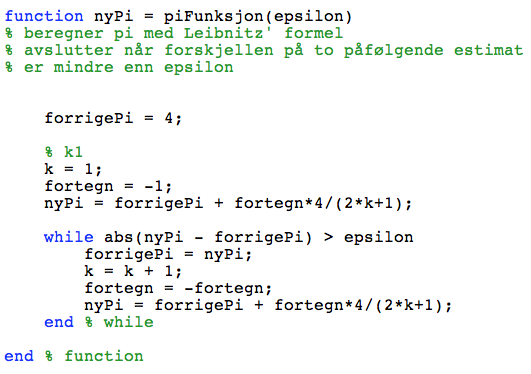 function nyPi = piFunksjon(epsilon)
% beregner pi med Leibnitz' formel
% avslutter når forskjellen på to påfølgende estimat
% er mindre enn epsilon
forrigePi = 4;
% k1
k = 1;
fortegn = -1;
nyPi = forrigePi + fortegn*4/(2*k+1);
while abs(nyPi - forrigePi) > epsilon
forrigePi = nyPi;
k = k + 1;
fortegn = -fortegn;
nyPi = forrigePi + fortegn*4/(2*k+1);
end % while
end % function